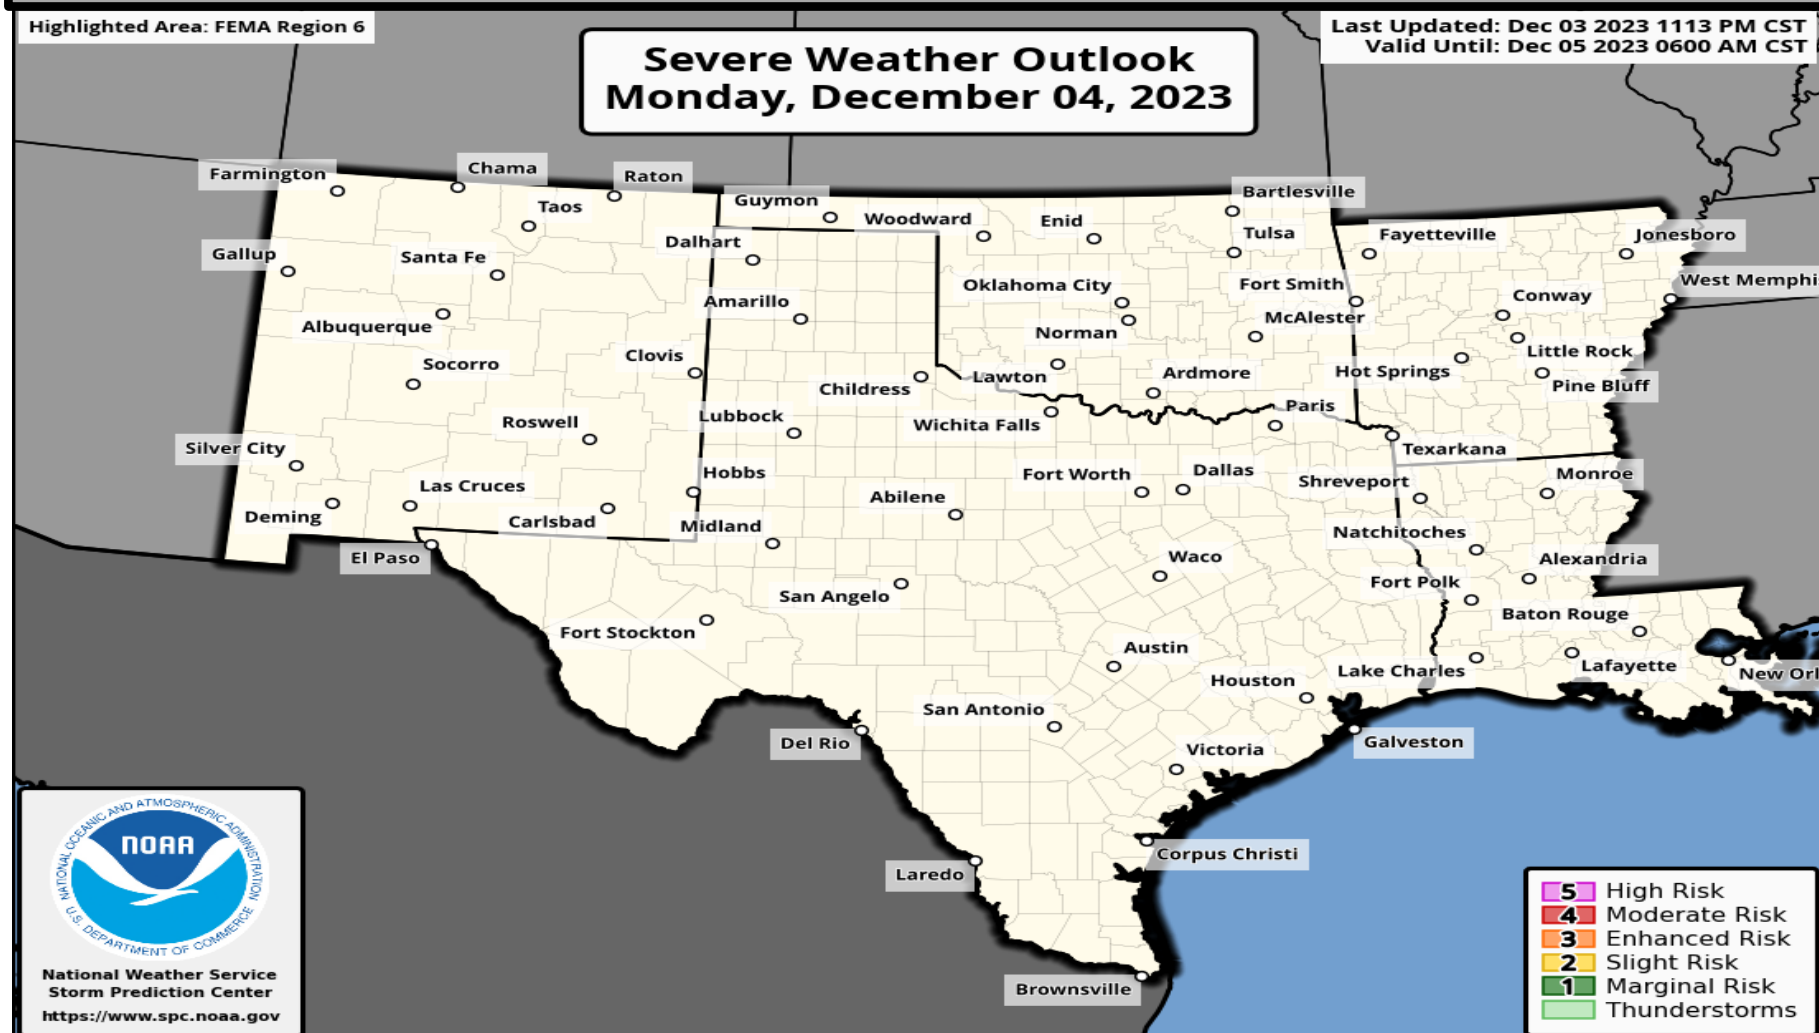 Highlighted Area: FEMA Region 6
Last Updated: Dec 03 2023 1113 PM CST
Valid Until: Dec 05 2023 0600 AM CST
Severe Weather Outlook
Monday, December 04, 2023
Farmington
Chama
Raton
Taos
Guymon
Woodward
Enid
Bartlesville
Gallup
Santa Fe
Dalhart
Tulsa
Fayetteville
Jonesboro
Albuquerque
Amarillo
Oklahoma City
Fort Smith
Conway
West Memphi
Norman
McAlester
Socorro
Clovis
Childress
Lawton
Ardmore
Hot Springs
Little Rock
Pine Bluff
Roswell
Lubbock
Wichita Falls
Paris
Texarkana
Silver City
Las Cruces
Hobbs
Abilene
Fort Worth
Dallas
Shreveport
Monroe
Deming
Carlsbad
Midland
Natchitoches
El Paso
San Angelo
Waco
Fort Polk
Alexandria
Fort Stockton
Austin
Baton Rouge
Houston
Lake Charles
Lafayette
New Orl
San Antonio
Del Rio
Victoria
Galveston
Laredo
Corpus Christi
Brownsville
NATIONAL OCEANIC AND ATMOSPHERIC ADMINISTRATION
NOAA
U.S. DEPARTMENT OF COMMERCE
National Weather Service
Storm Prediction Center
https://www.spc.noaa.gov
5 High Risk
4 Moderate Risk
3 Enhanced Risk
2 Slight Risk
1 Marginal Risk
Thunderstorms